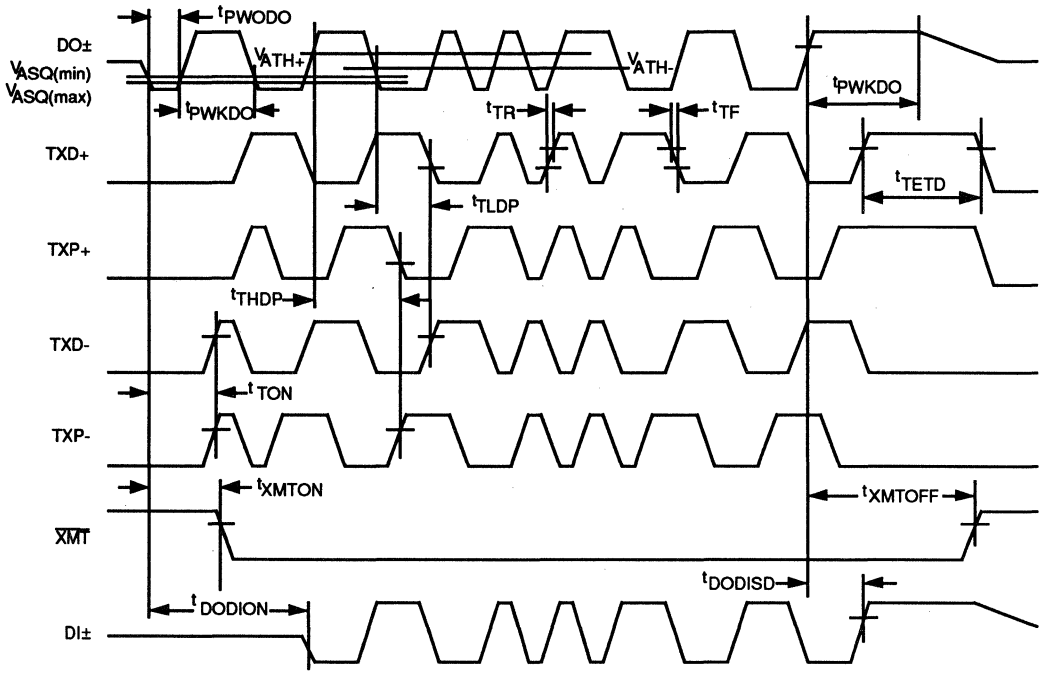 tPWODO
DO±
VATH+
VATH-
VASQ(min)
VASQ(max)
tPWKDO
tPWKDO
tTR
tTF
TXD+
tTETD
tTLDP
TXP+
tTHDP
TXD-
tTON
TXP-
tXMTON
tXMTOFF
XMT
tDODISD
tDODION
DI±